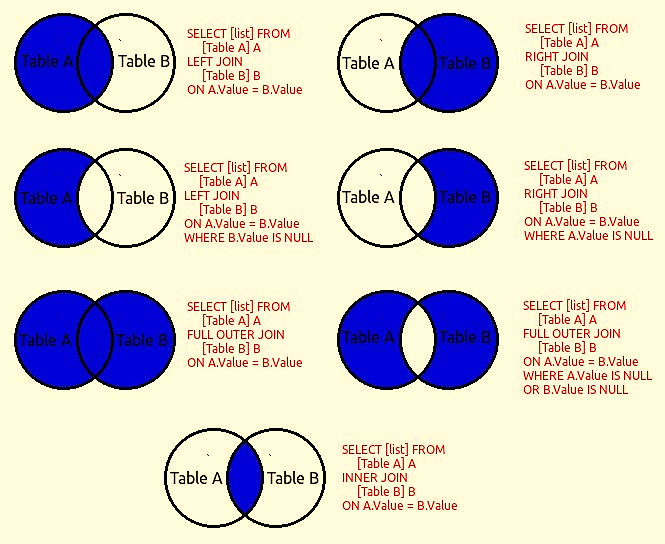 Table A Table B
SELECT [list] FROM
[Table A] A
LEFT JOIN
[Table B] B
ON A.Value = B.Value
Table A Table B
SELECT [list] FROM
[Table A] A
RIGHT JOIN
[Table B] B
ON A.Value = B.Value
Table A Table B
SELECT [list] FROM
[Table A] A
LEFT JOIN
[Table B] B
ON A.Value = B.Value
WHERE B.Value IS NULL
Table A Table B
SELECT [list] FROM
[Table A] A
RIGHT JOIN
[Table B] B
ON A.Value = B.Value
WHERE A.Value IS NULL
Table A Table B
SELECT [list] FROM
[Table A] A
FULL OUTER JOIN
[Table B] B
ON A.Value = B.Value
Table A Table B
SELECT [list] FROM
[Table A] A
FULL OUTER JOIN
[Table B] B
ON A.Value = B.Value
WHERE A.Value IS NULL
OR B.Value IS NULL
Table A Table B
SELECT [list] FROM
[Table A] A
INNER JOIN
[Table B] B
ON A.Value = B.Value